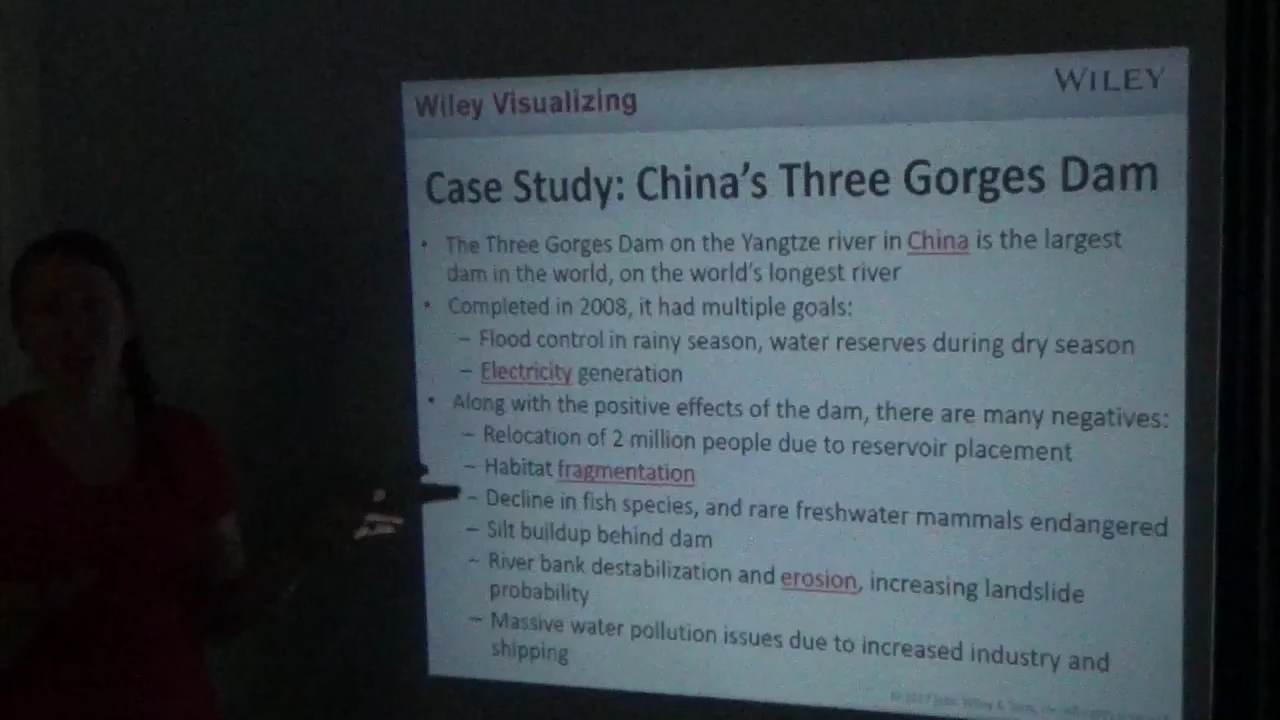 Wiley Visualizing
WILEY
Case Study: China's Three Gorges Dam
• The Three Gorges Dam on the Yangtze river in China is the largest
dam in the world, on the world's longest river
• Completed in 2008, it had multiple goals:
– Flood control in rainy season, water reserves during dry season
– Electricity generation
• Along with the positive effects of the dam, there are many negatives:
– Relocation of 2 million people due to reservoir placement
– Habitat fragmentation
– Decline in fish species, and rare freshwater mammals endangered
– Silt buildup behind dam
– River bank destabilization and erosion, increasing landslide
probability
– Massive water pollution issues due to increased industry and
shipping